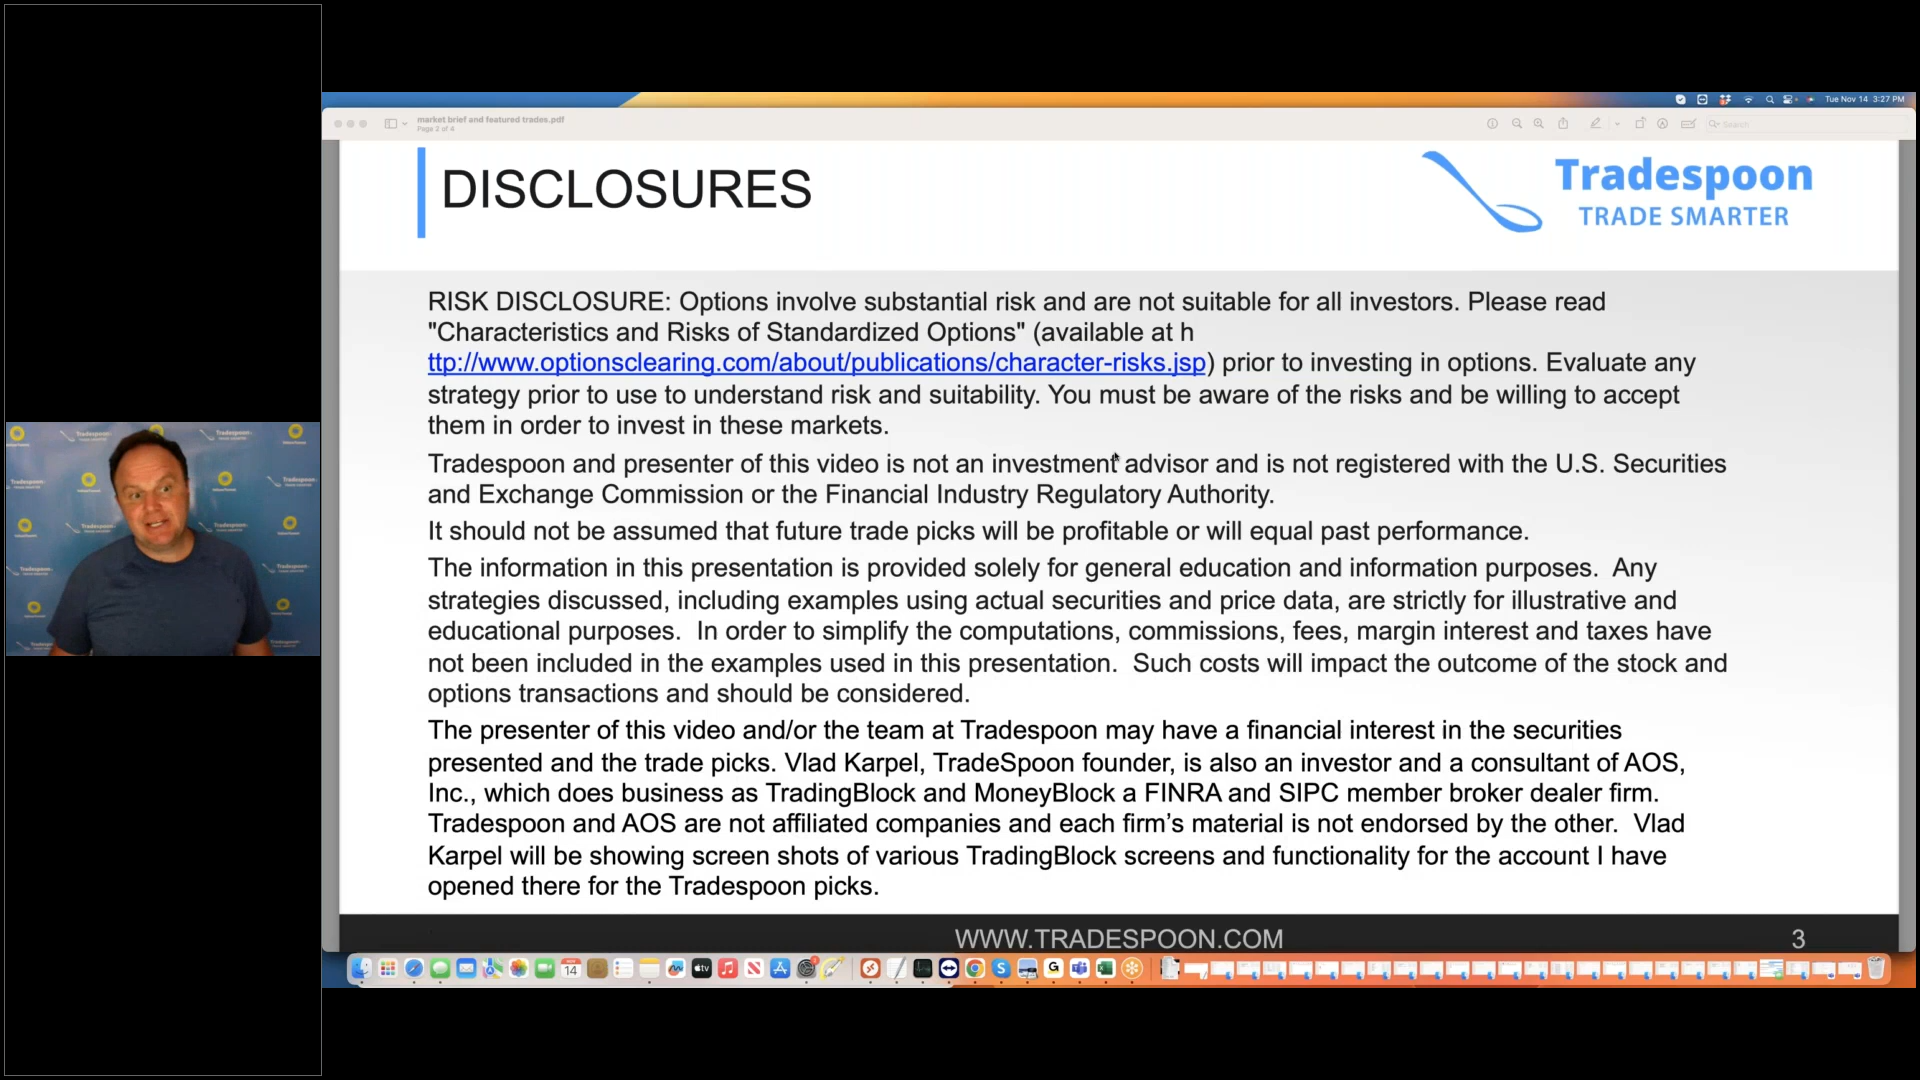 Tue Nov 14 3:27 PM
market brief and featured trades.pdf
Page 2 of 4
Search
DISCLOSURES
Tradespoon
TRADE SMARTER
RISK DISCLOSURE: Options involve substantial risk and are not suitable for all investors. Please read
"Characteristics and Risks of Standardized Options" (available at h
ttp://www.optionsclearing.com/about/publications/character-risks.jsp) prior to investing in options. Evaluate any
strategy prior to use to understand risk and suitability. You must be aware of the risks and be willing to accept
them in order to invest in these markets.
Tradespoon and presenter of this video is not an investment advisor and is not registered with the U.S. Securities
and Exchange Commission or the Financial Industry Regulatory Authority.
It should not be assumed that future trade picks will be profitable or will equal past performance.
The information in this presentation is provided solely for general education and information purposes. Any
strategies discussed, including examples using actual securities and price data, are strictly for illustrative and
educational purposes. In order to simplify the computations, commissions, fees, margin interest and taxes have
not been included in the examples used in this presentation. Such costs will impact the outcome of the stock and
options transactions and should be considered.
The presenter of this video and/or the team at Tradespoon may have a financial interest in the securities
presented and the trade picks. Vlad Karpel, TradeSpoon founder, is also an investor and a consultant of AOS,
Inc., which does business as TradingBlock and MoneyBlock a FINRA and SIPC member broker dealer firm.
Tradespoon and AOS are not affiliated companies and each firm’s material is not endorsed by the other. Vlad
Karpel will be showing screen shots of various TradingBlock screens and functionality for the account I have
opened there for the Tradespoon picks.
WWW.TRADESPOON.COM
3